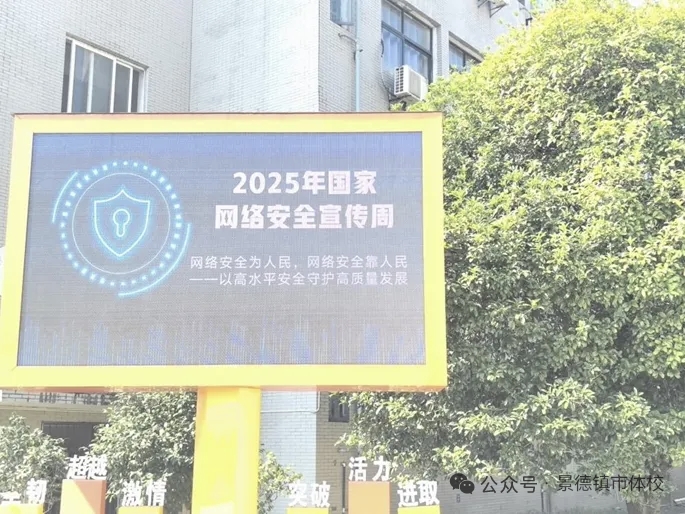 2025年国家
网络安全宣传周
网络安全为人民，网络安全靠人民
——以高水平安全守护高质量发展
韧
超越
激情
突破
活力
进取
公众号·景德镇市体校